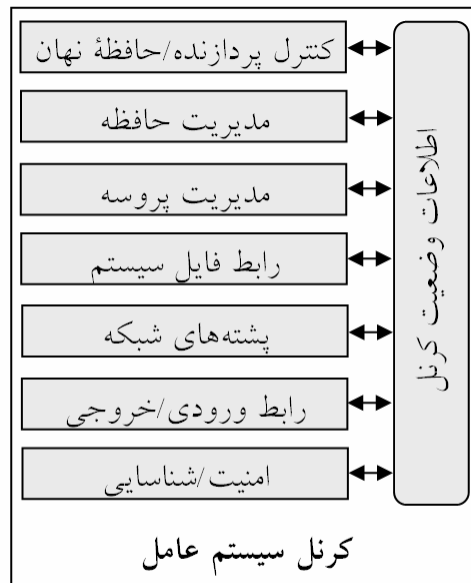 کنترل پردازنده/حافظهٔ نهان
مدیریت حافظه
مدیریت پروسه
رابط فایل سیستم
پشته‌های شبکه
رابط ورودی/خروجی
امنیت/شناسایی
اطلاعات وضعیت کرنل
کرنل سیستم عامل